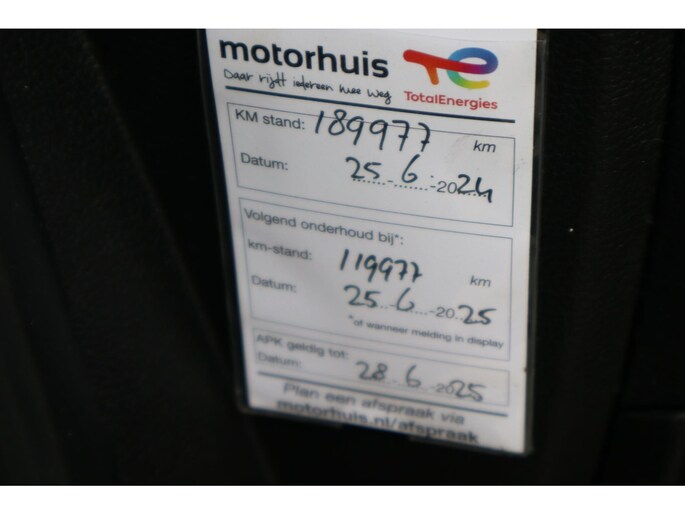 motorhuis
Daar rijdt iedereen mee weg
TotalEnergies
KM stand: 189977 km
Datum: 25-6-2024
Volgend onderhoud bij*:
km-stand: 119977 km
Datum: 25-6-2025
*of wanneer melding in display
APK geldig tot:
Datum: 28-6-2025
Plan een afspraak via
motorhuis.nl/afspraak